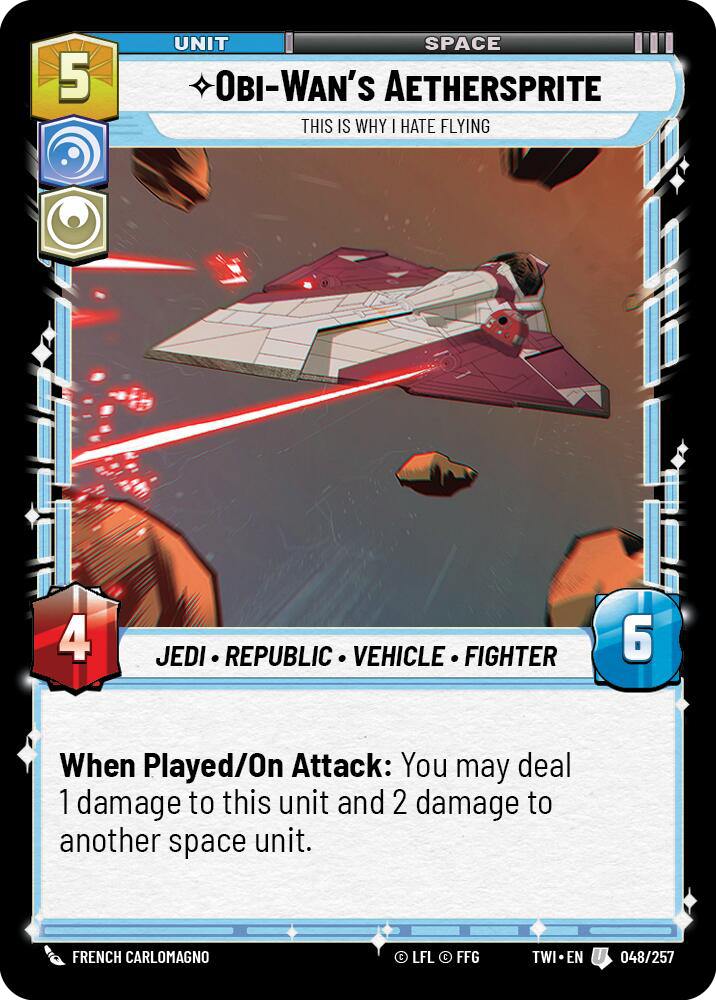 UNIT
SPACE
5
✧OBI-WAN'S AETHERSPRITE
THIS IS WHY I HATE FLYING
4
6
JEDI • REPUBLIC • VEHICLE • FIGHTER
When Played/On Attack: You may deal
1 damage to this unit and 2 damage to
another space unit.
FRENCH CARLOMAGNO
© LFL © FFG
TWI • EN
U
048/257